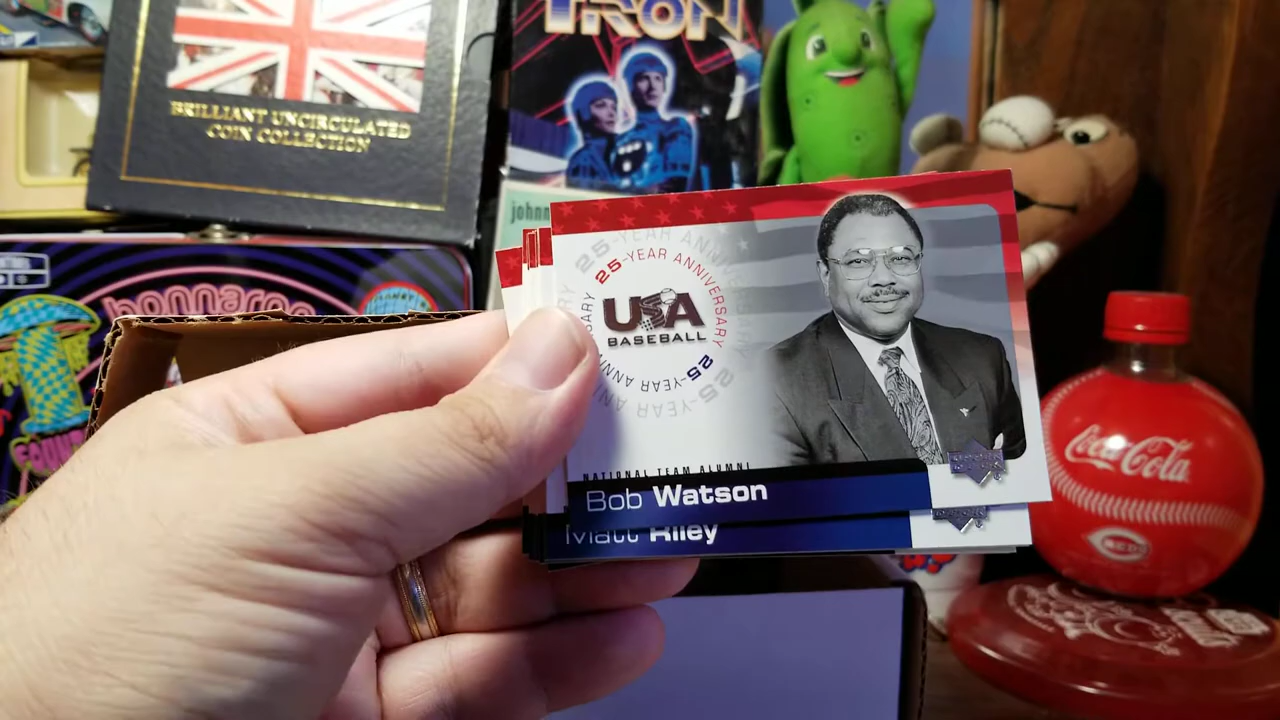 TRON
BRILLIANT UNCIRCULATED
COIN COLLECTION
bonnaroo
25-YEAR ANNIVERSARY
25-YEAR ANNIVERSARY
USA
BASEBALL
NATIONAL TEAM ALUMNI
Bob Watson
Matt Riley
Coca-Cola
REDS